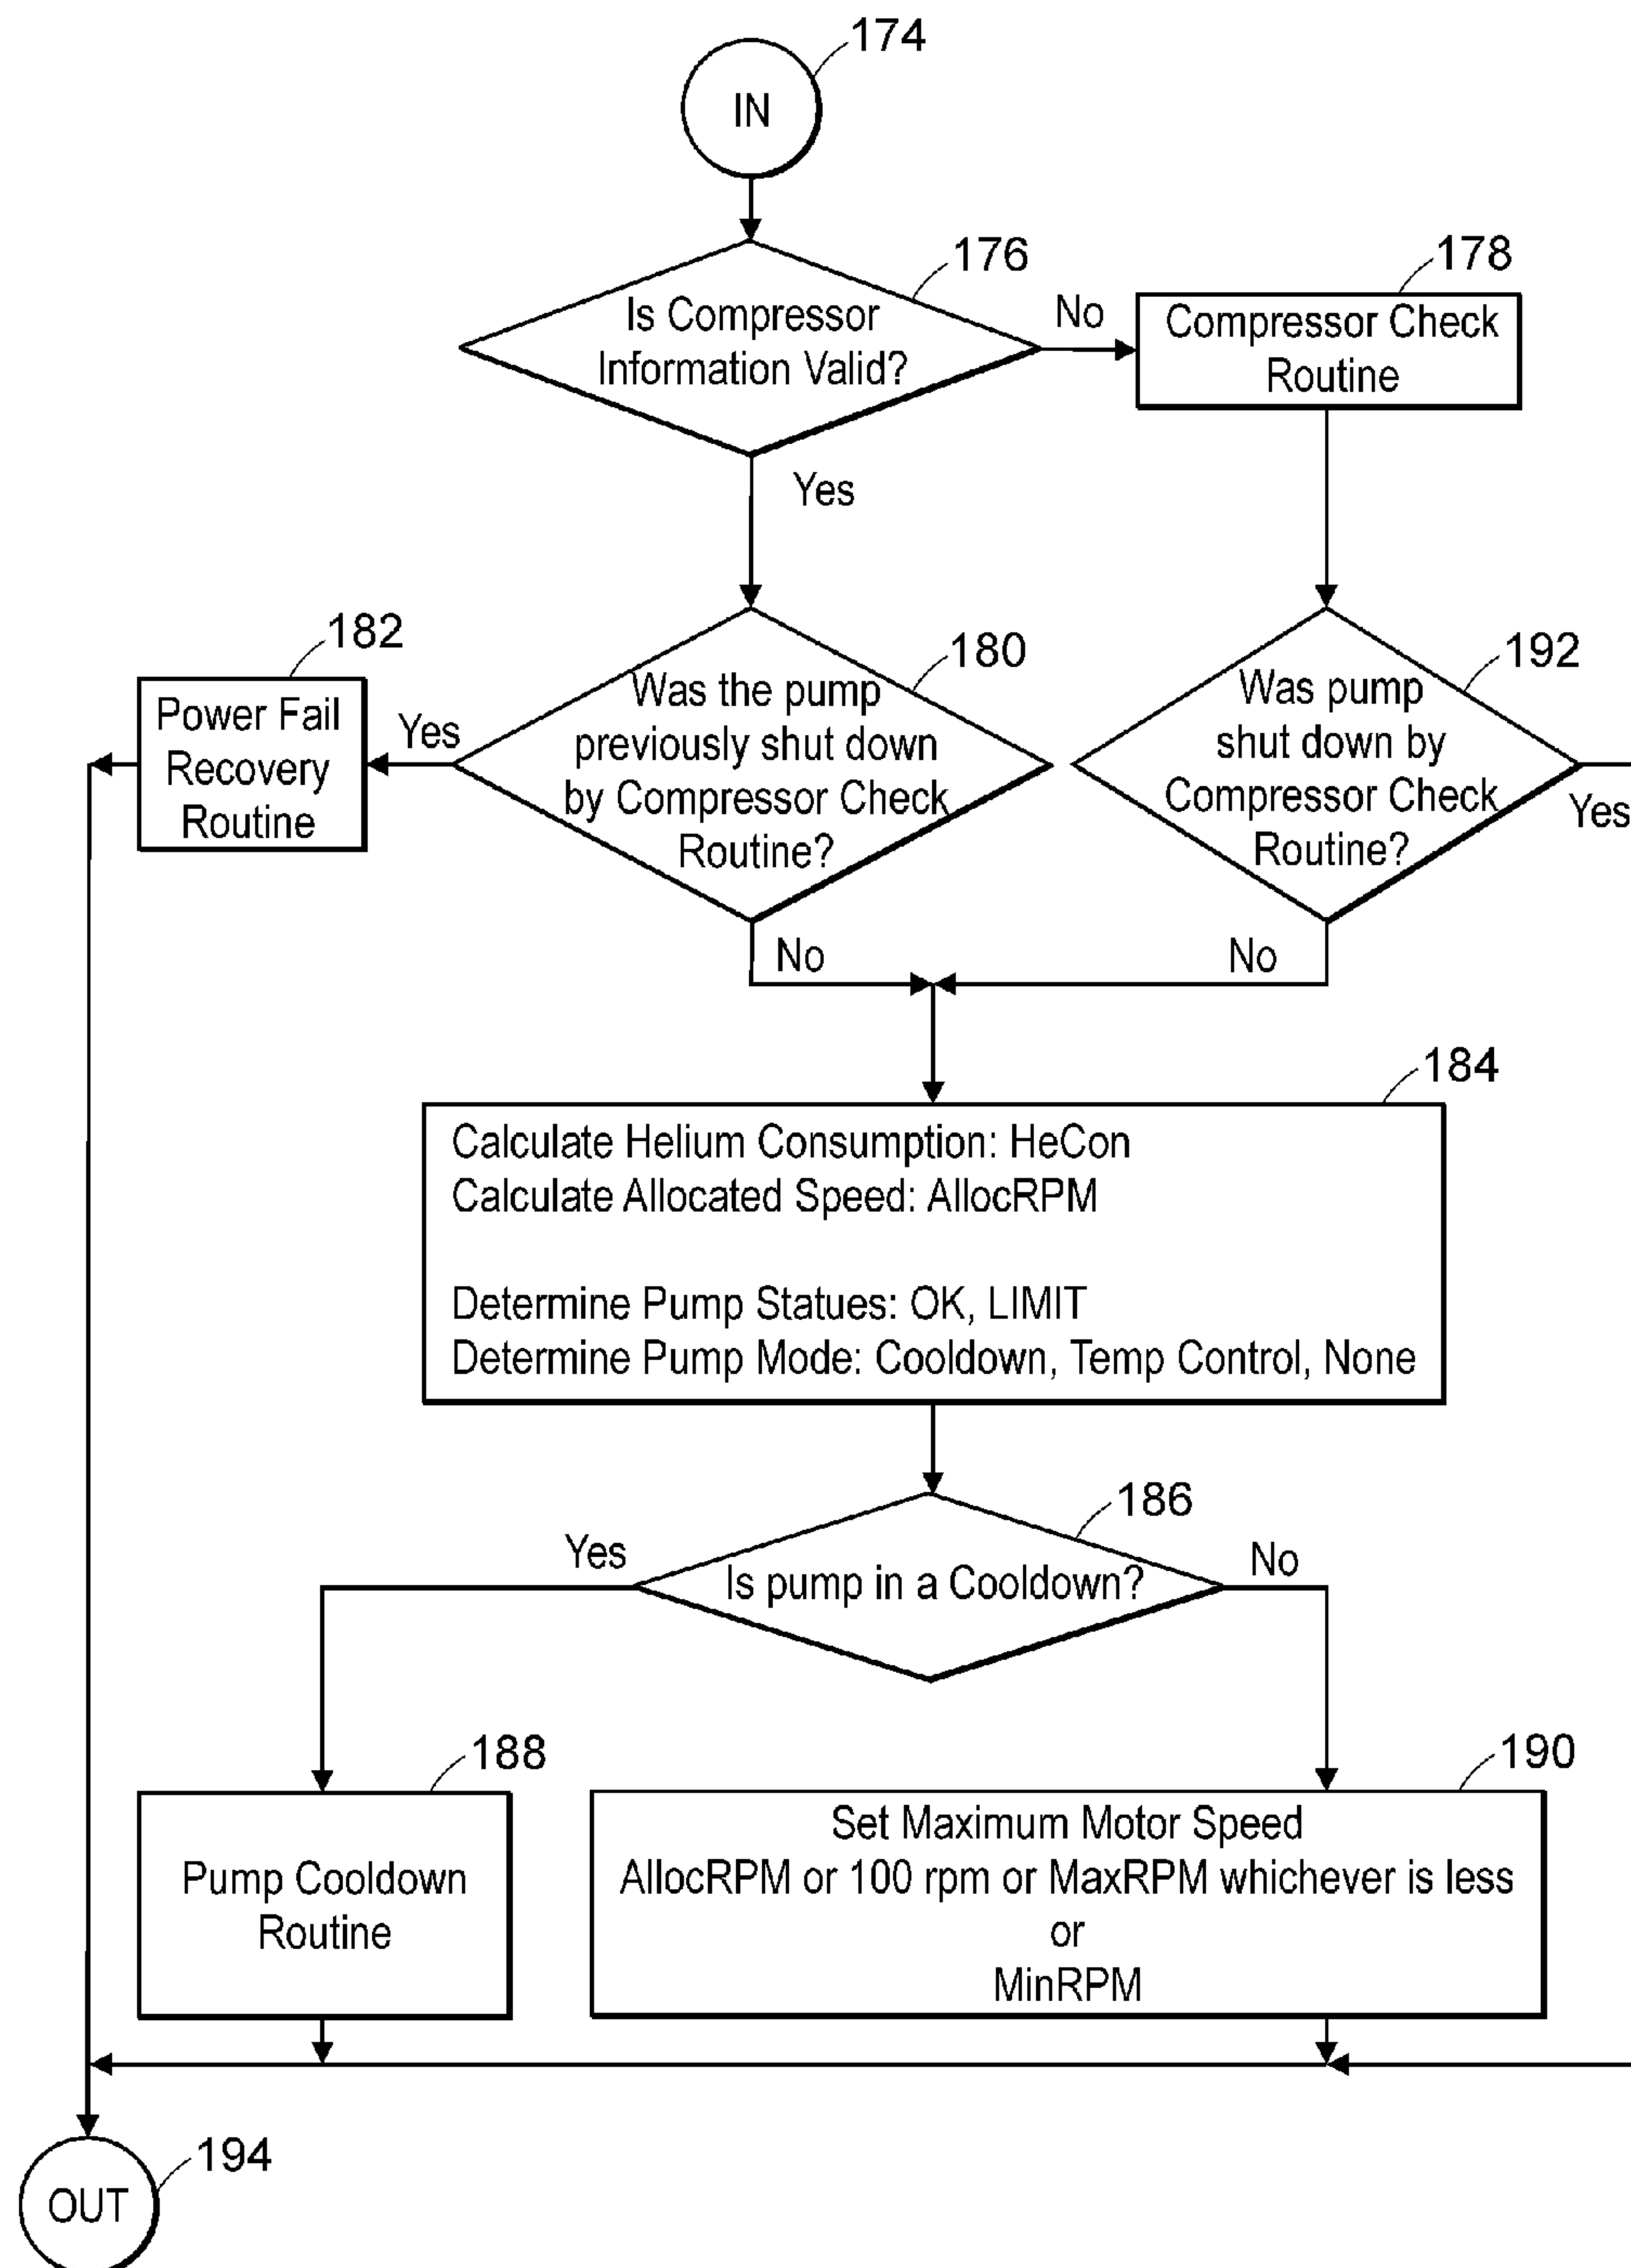 174
IN
176
Is Compressor
Information Valid?
No
Yes
178
Compressor Check
Routine
180
Was the pump
previously shut down
by Compressor Check
Routine?
Yes
No
182
Power Fail
Recovery
Routine
192
Was pump
shut down by
Compressor Check
Routine?
Yes
No
184
Calculate Helium Consumption: HeCon
Calculate Allocated Speed: AllocRPM
Determine Pump Statues: OK, LIMIT
Determine Pump Mode: Cooldown, Temp Control, None
186
Is pump in a Cooldown?
Yes
No
188
Pump Cooldown
Routine
190
Set Maximum Motor Speed
AllocRPM or 100 rpm or MaxRPM whichever is less
or
MinRPM
194
OUT